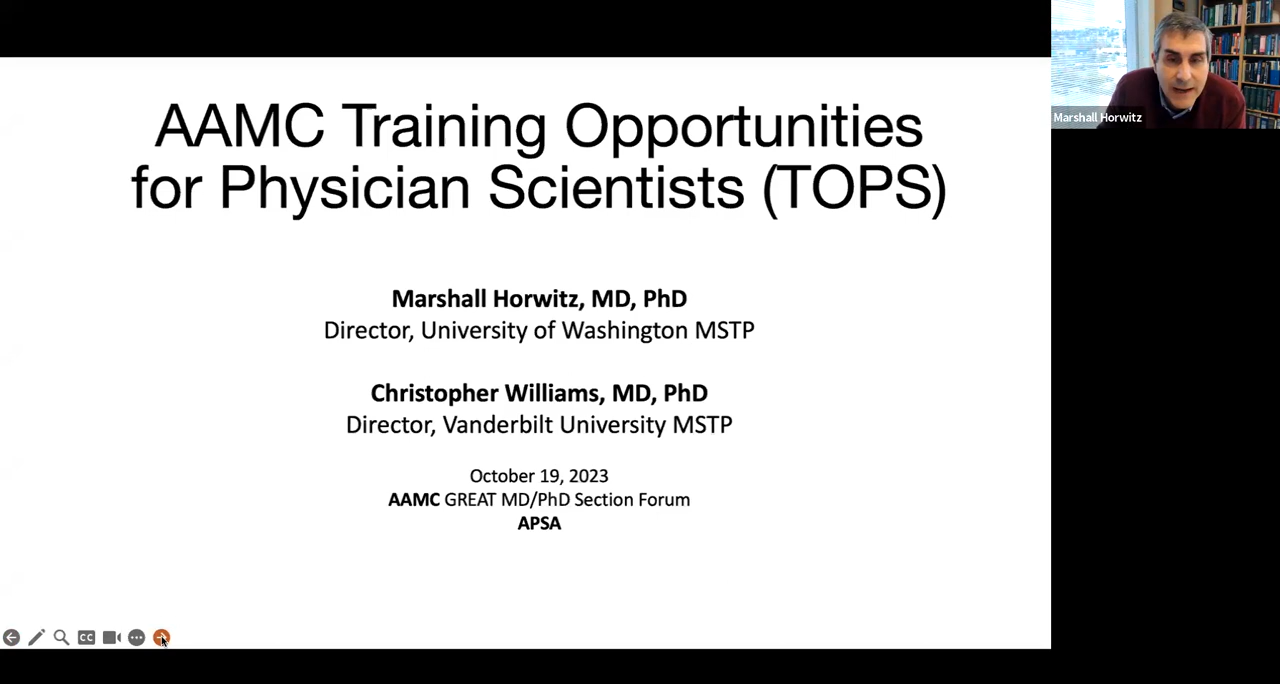 AAMC Training Opportunities
for Physician Scientists (TOPS)
Marshall Horwitz, MD, PhD
Director, University of Washington MSTP
Christopher Williams, MD, PhD
Director, Vanderbilt University MSTP
October 19, 2023
AAMC GREAT MD/PhD Section Forum
APSA
Marshall Horwitz
CC